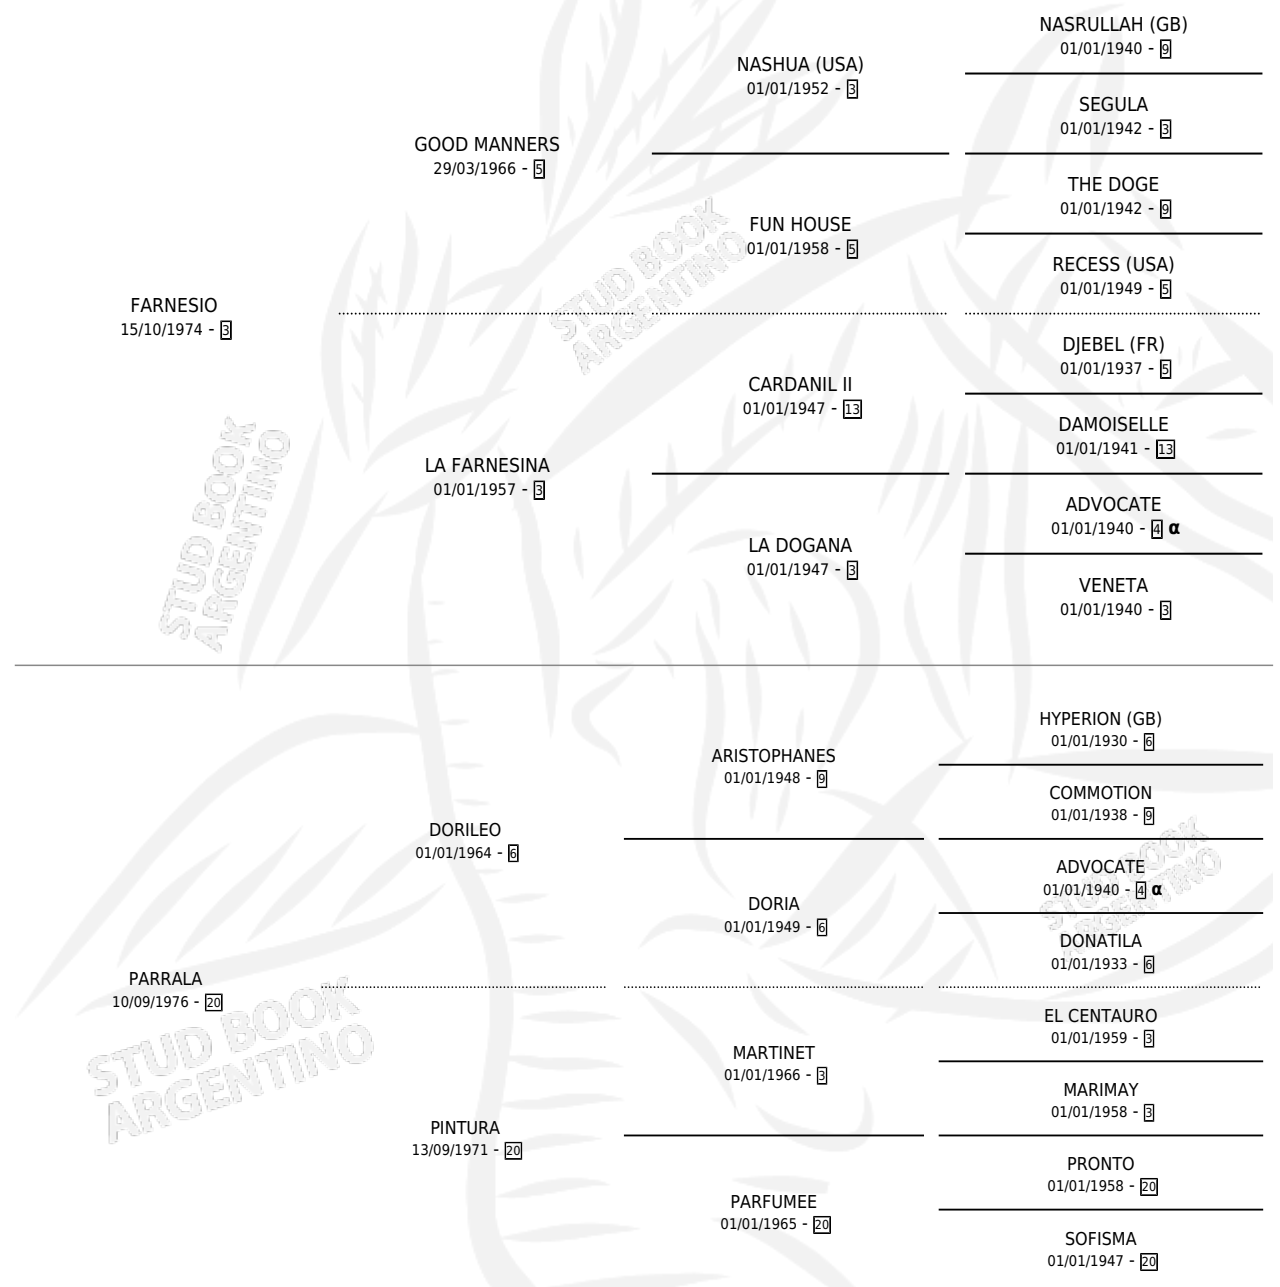 NASRULLAH (GB)
01/01/1940 - 9
NASHUA (USA)
01/01/1952 - 3
SEGULA
01/01/1942 - 3
GOOD MANNERS
29/03/1966 - 5
THE DOGE
01/01/1942 - 9
FUN HOUSE
01/01/1958 - 5
RECESS (USA)
01/01/1949 - 5
FARNESIO
15/10/1974 - 3
DJEBEL (FR)
01/01/1937 - 5
CARDANIL II
01/01/1947 - 13
DAMOISELLE
01/01/1941 - 13
LA FARNESINA
01/01/1957 - 3
ADVOCATE
01/01/1940 - 4 α
LA DOGANA
01/01/1947 - 3
VENETA
01/01/1940 - 3
HYPERION (GB)
01/01/1930 - 6
ARISTOPHANES
01/01/1948 - 9
COMMOTION
01/01/1938 - 9
DORILEO
01/01/1964 - 6
ADVOCATE
01/01/1940 - 4 α
DORIA
01/01/1949 - 6
DONATILA
01/01/1933 - 6
PARRALA
10/09/1976 - 20
EL CENTAURO
01/01/1959 - 3
MARTINET
01/01/1966 - 3
MARIMAY
01/01/1958 - 3
PINTURA
13/09/1971 - 20
PRONTO
01/01/1958 - 20
PARFUMEE
01/01/1965 - 20
SOFISMA
01/01/1947 - 20
STUD BOOK
ARGENTINO
STUD BOOK
ARGENTINO
STUD BOOK
ARGENTINO
STUD BOOK
ARGENTINO